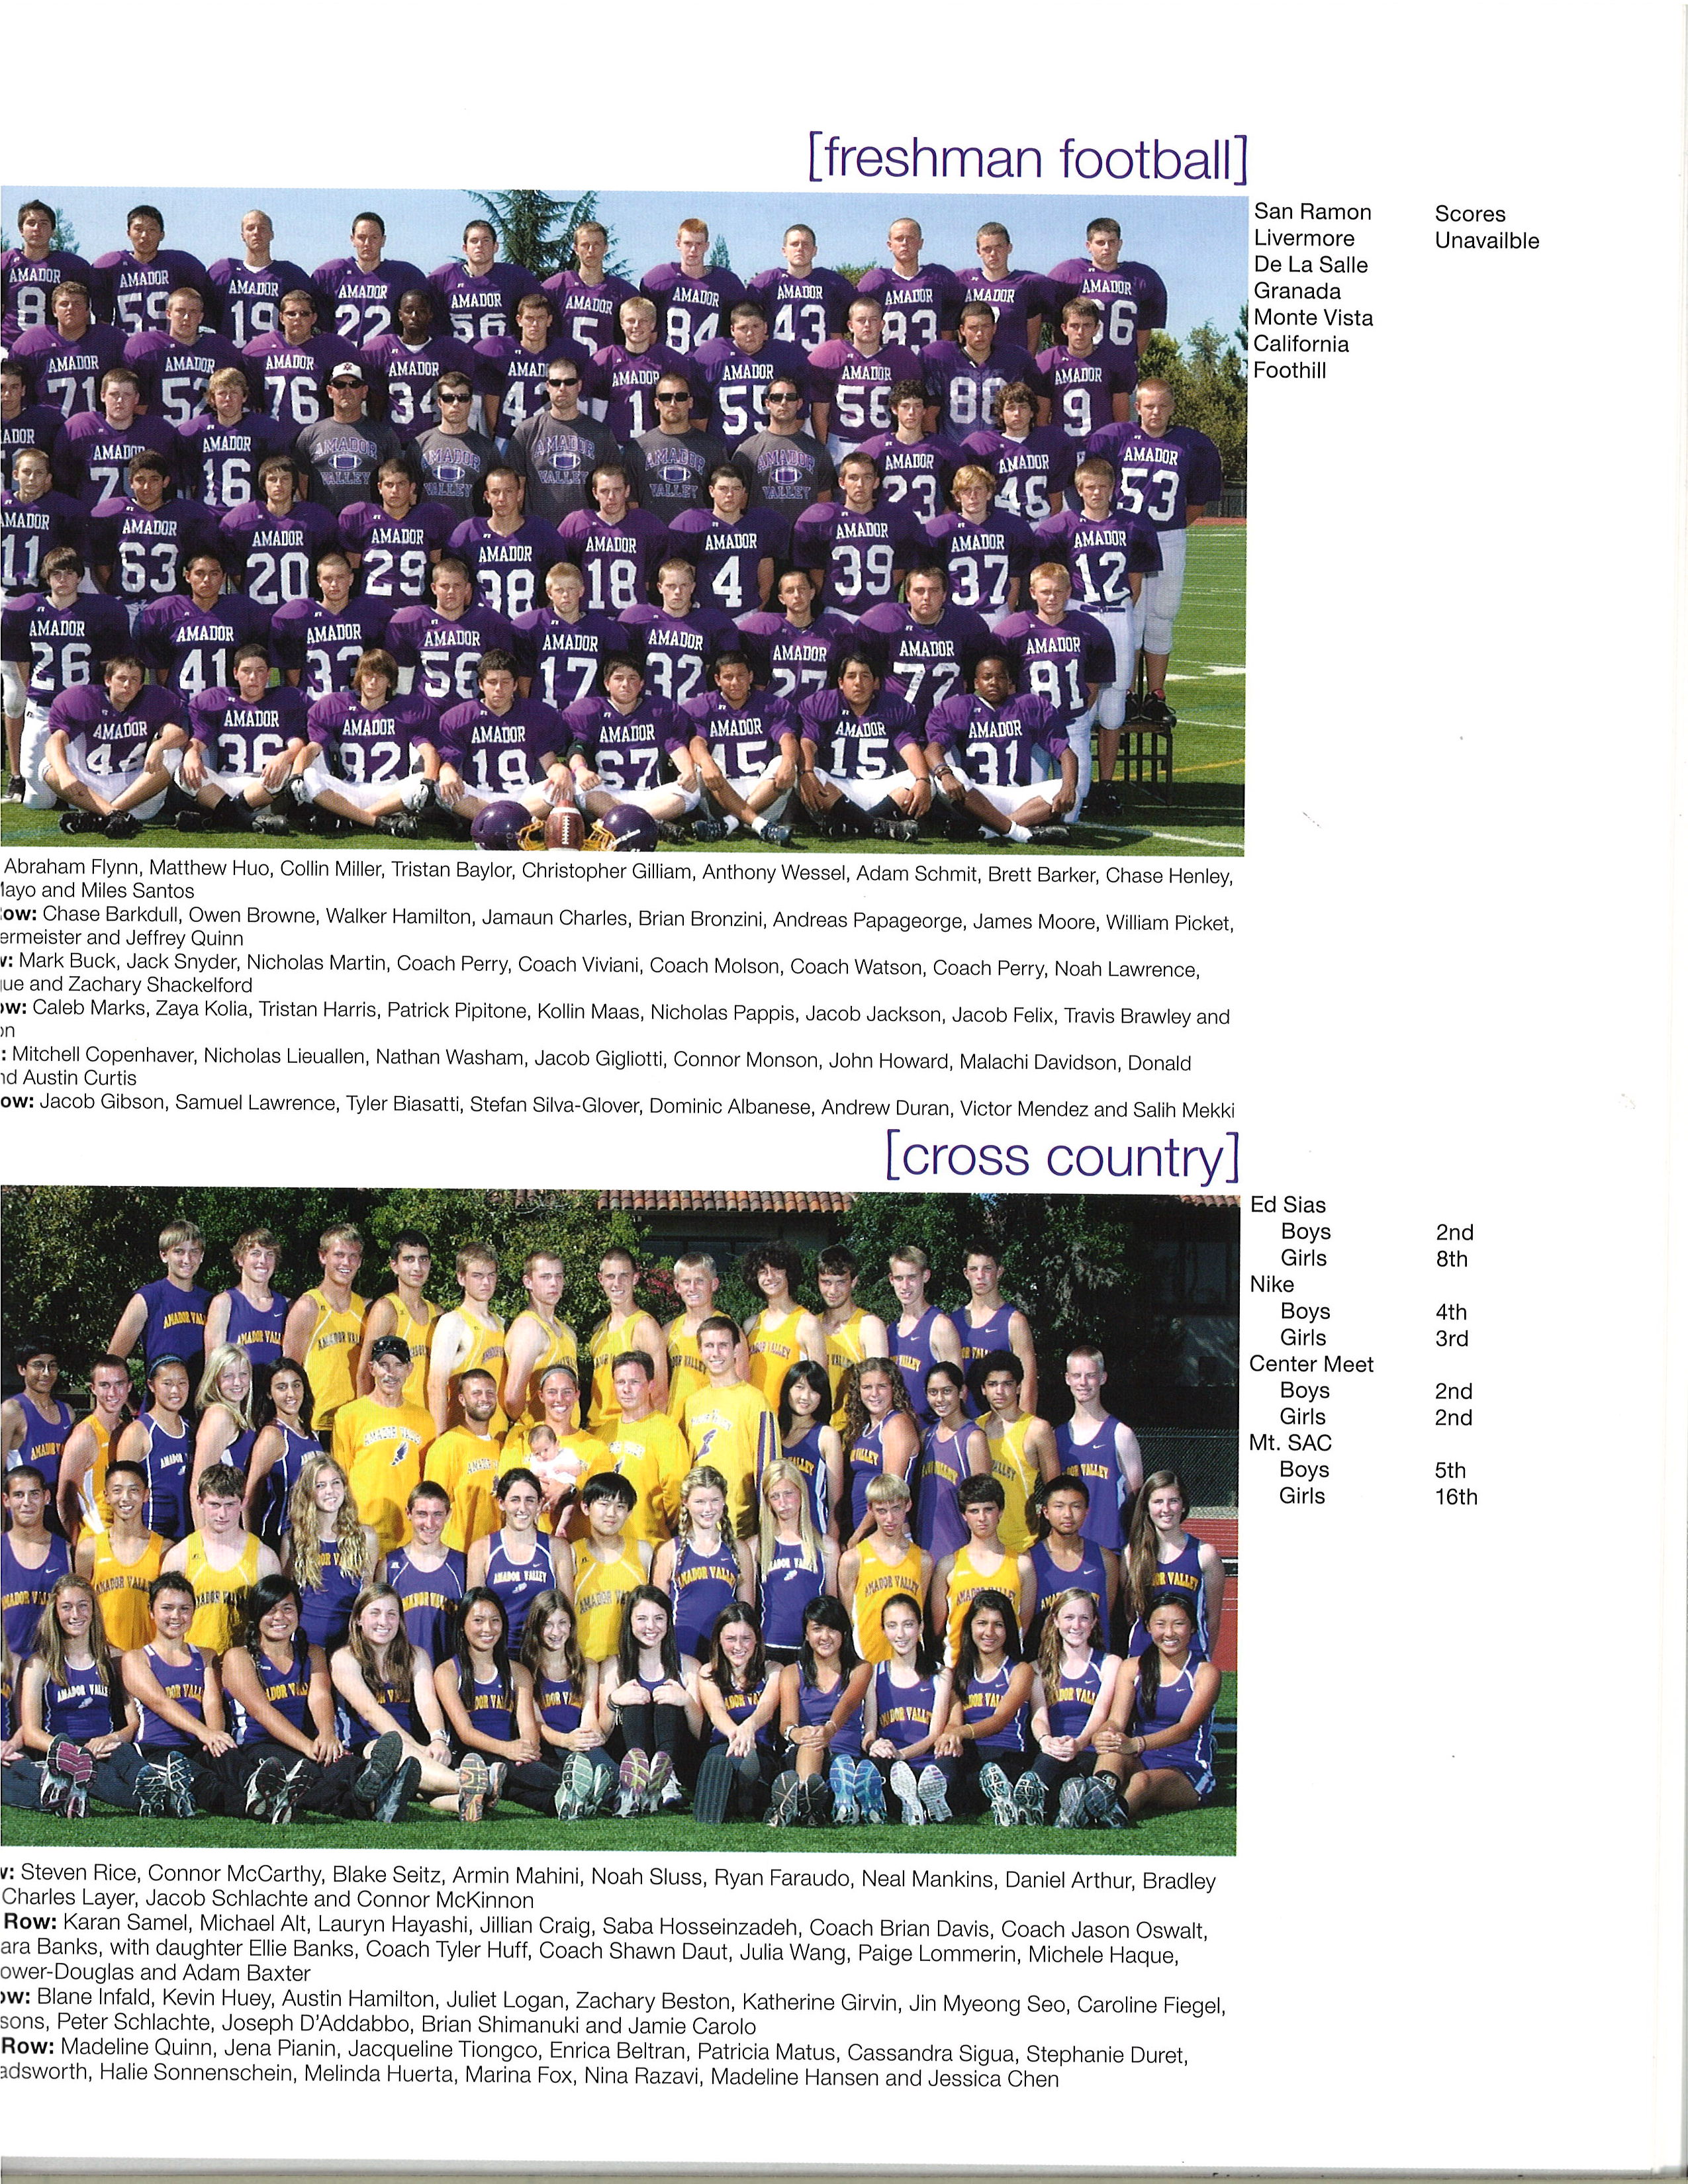 [freshman football]
San Ramon Scores
Livermore Unavailble
De La Salle
Granada
Monte Vista
California
Foothill
Abraham Flynn, Matthew Huo, Collin Miller, Tristan Baylor, Christopher Gilliam, Anthony Wessel, Adam Schmit, Brett Barker, Chase Henley,
and Miles Santos
Chase Barkdull, Owen Browne, Walker Hamilton, Jamaun Charles, Brian Bronzini, Andreas Papageorge, James Moore, William Picket,
ermeister and Jeffrey Quinn
Mark Buck, Jack Snyder, Nicholas Martin, Coach Perry, Coach Viviani, Coach Molson, Coach Watson, Coach Perry, Noah Lawrence,
ue and Zachary Shackelford
ow: Caleb Marks, Zaya Kolia, Tristan Harris, Patrick Pipitone, Kollin Maas, Nicholas Pappis, Jacob Jackson, Jacob Felix, Travis Brawley and
on
: Mitchell Copenhaver, Nicholas Lieuallen, Nathan Washam, Jacob Gigliotti, Connor Monson, John Howard, Malachi Davidson, Donald
nd Austin Curtis
ow: Jacob Gibson, Samuel Lawrence, Tyler Biasatti, Stefan Silva-Glover, Dominic Albanese, Andrew Duran, Victor Mendez and Salih Mekki
[cross country]
Ed Sias
Boys 2nd
Girls 8th
Nike
Boys 4th
Girls 3rd
Center Meet
Boys 2nd
Girls 2nd
Mt. SAC
Boys 5th
Girls 16th
Steven Rice, Connor McCarthy, Blake Seitz, Armin Mahini, Noah Sluss, Ryan Faraudo, Neal Mankins, Daniel Arthur, Bradley
Charles Layer, Jacob Schlachte and Connor McKinnon
Row: Karan Samel, Michael Alt, Lauryn Hayashi, Jillian Craig, Saba Hosseinzadeh, Coach Brian Davis, Coach Jason Oswalt,
ara Banks, with daughter Ellie Banks, Coach Tyler Huff, Coach Shawn Daut, Julia Wang, Paige Lommerin, Michele Haque,
ower-Douglas and Adam Baxter
ow: Blane Infald, Kevin Huey, Austin Hamilton, Juliet Logan, Zachary Beston, Katherine Girvin, Jin Myeong Seo, Caroline Fiegel,
sons, Peter Schlachte, Joseph D'Addabbo, Brian Shimanuki and Jamie Carolo
Row: Madeline Quinn, Jena Pianin, Jacqueline Tiongco, Enrica Beltran, Patricia Matus, Cassandra Sigua, Stephanie Duret,
adsworth, Halie Sonnenschein, Melinda Huerta, Marina Fox, Nina Razavi, Madeline Hansen and Jessica Chen